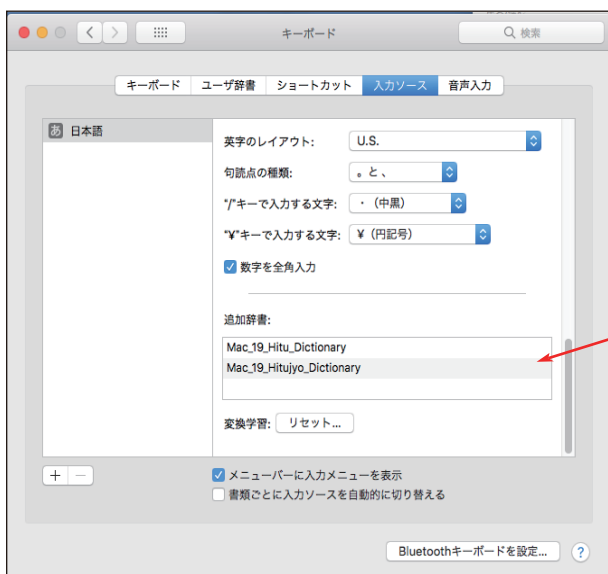 キーボード
検索
キーボード ユーザ辞書 ショートカット 入力ソース 音声入力
あ 日本語
英字のレイアウト: U.S.
句読点の種類: 。と、
"/"キーで入力する文字: ・（中黒）
"¥"キーで入力する文字: ¥（円記号）
数字を全角入力
追加辞書:
Mac_19_Hitu_Dictionary
Mac_19_Hitujyo_Dictionary
変換学習: リセット...
+ −
メニューバーに入力メニューを表示
書類ごとに入力ソースを自動的に切り替える
Bluetoothキーボードを設定... ?